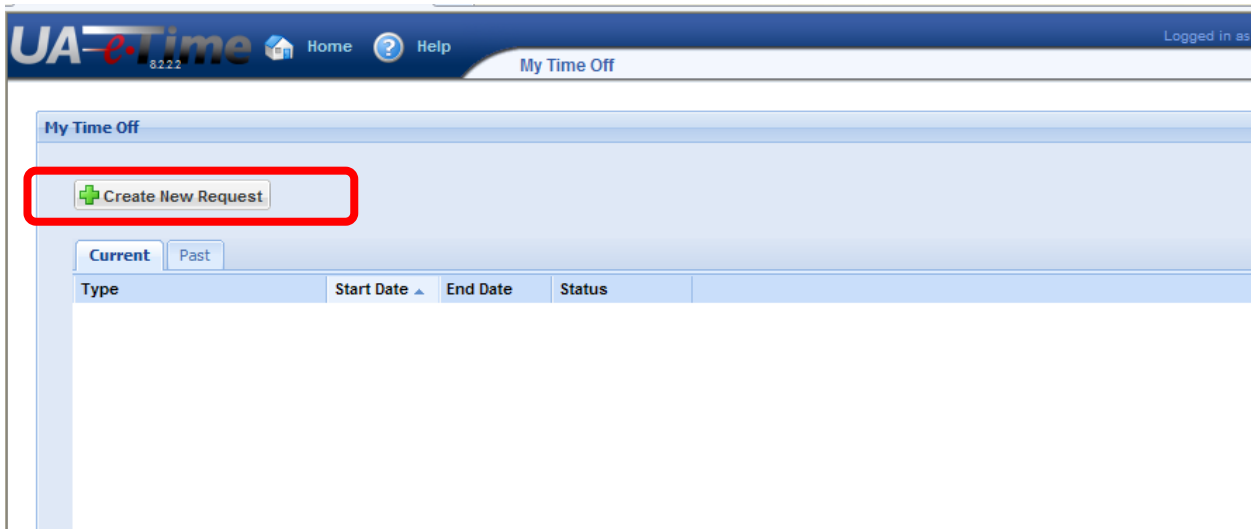 UA e-Time 8.2.2.2 Home Help Logged in as
My Time Off
My Time Off
Create New Request
Current Past
Type Start Date End Date Status